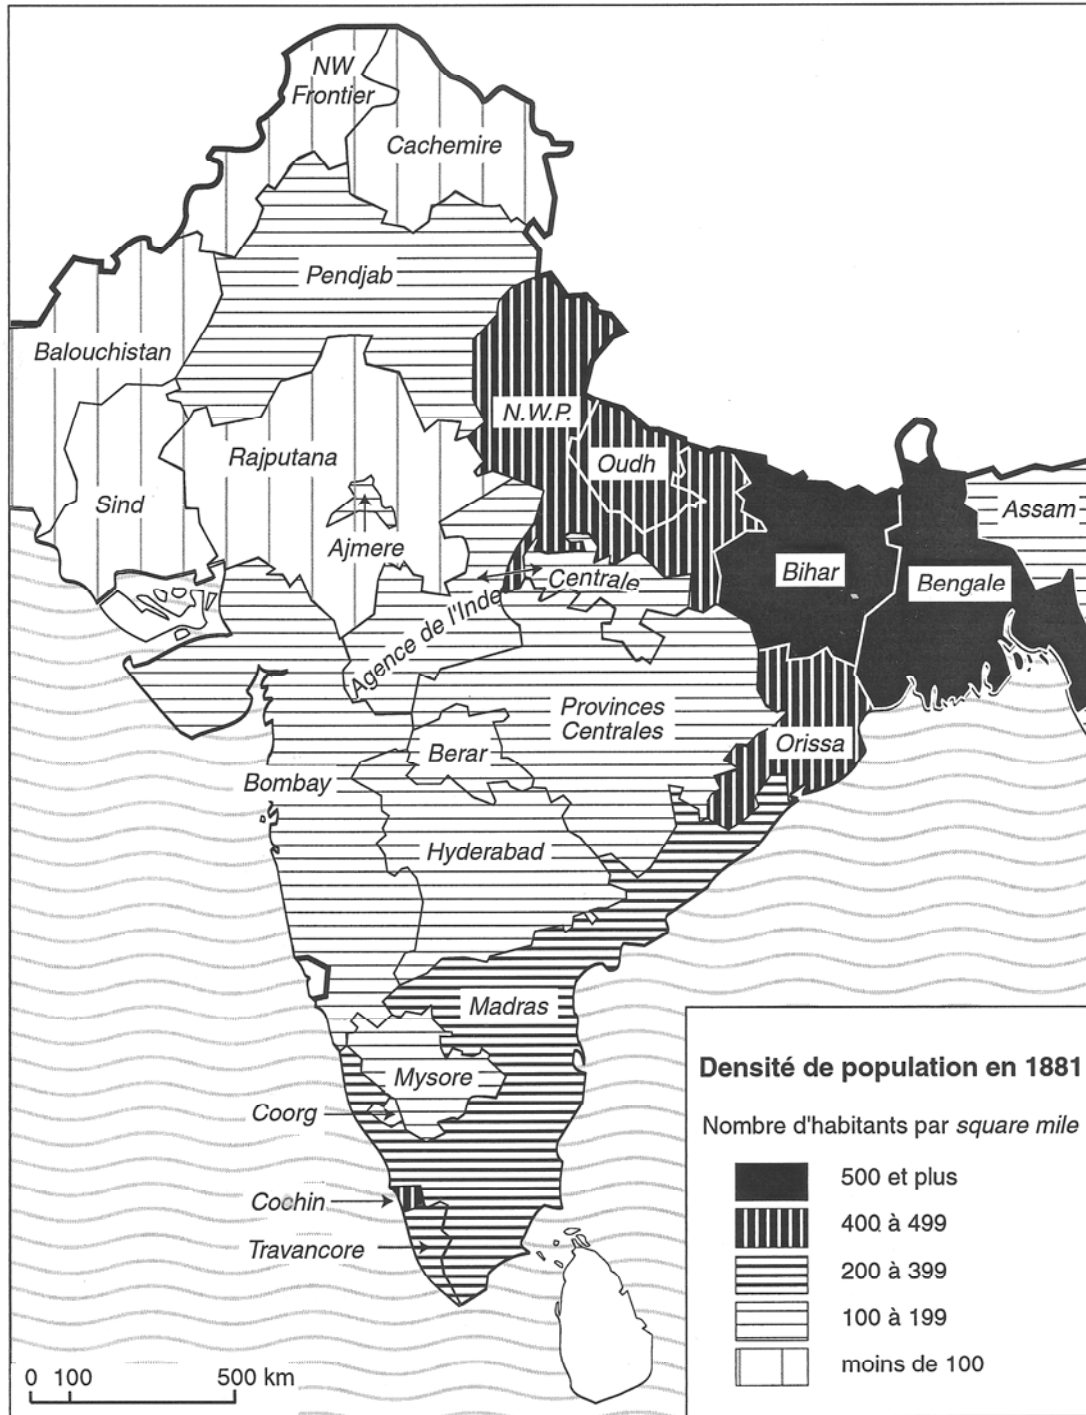 NW
Frontier
Cachemire
Pendjab
Balouchistan
N.W.P.
Rajputana
Oudh
Sind
Assam
Ajmere
Centrale
Bihar
Bengale
Agence de l'Inde
Provinces
Centrales
Berar
Orissa
Bombay
Hyderabad
Madras
Mysore
Coorg
Cochin
Travancore
Densité de population en 1881
Nombre d'habitants par square mile
500 et plus
400 à 499
200 à 399
100 à 199
moins de 100
0 100 500 km